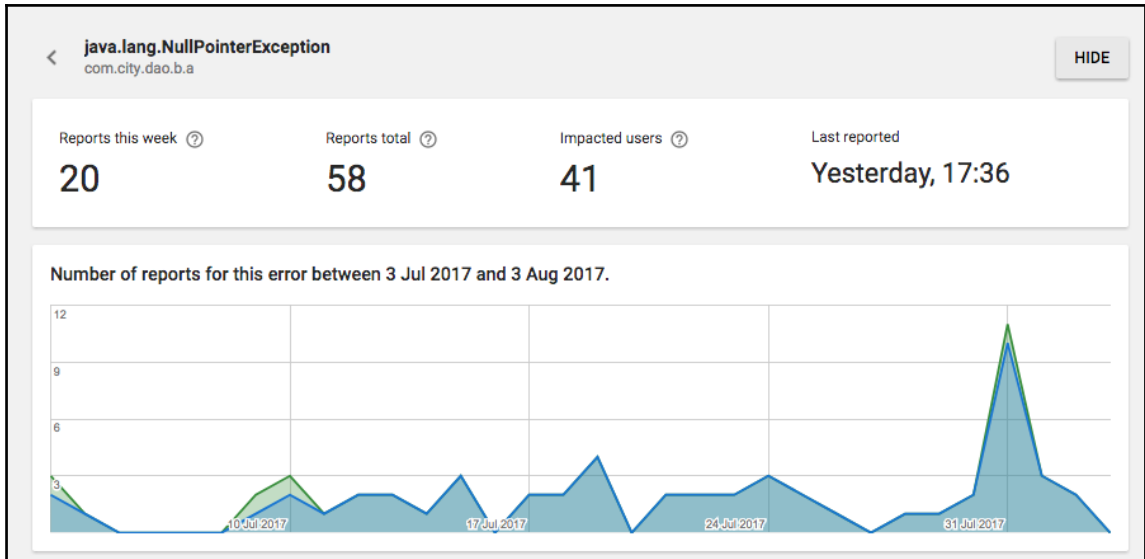 java.lang.NullPointerException
com.city.dao.b.a
HIDE
Reports this week ?
Reports total ?
Impacted users ?
Last reported
20
58
41
Yesterday, 17:36
Number of reports for this error between 3 Jul 2017 and 3 Aug 2017.
12
9
6
3
10 Jul 2017
17 Jul 2017
24 Jul 2017
31 Jul 2017